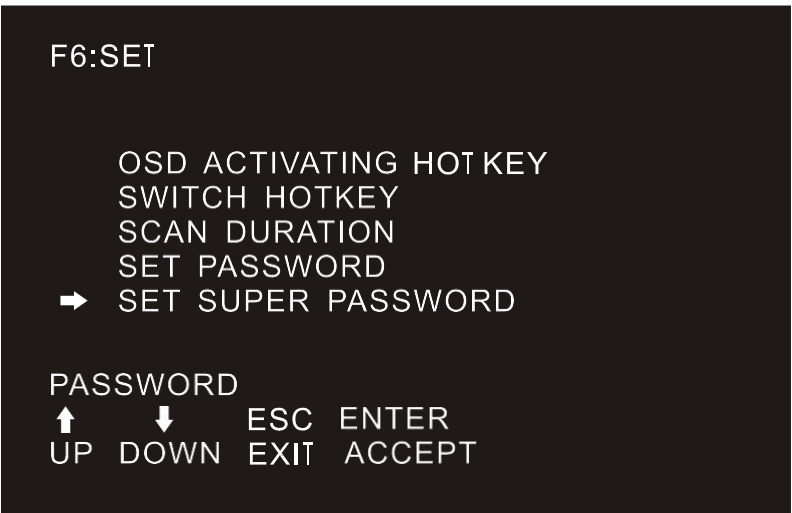 F6:SET
OSD ACTIVATING HOT KEY
SWITCH HOTKEY
SCAN DURATION
SET PASSWORD
➡ SET SUPER PASSWORD
PASSWORD
⬆ ⬇ ESC ENTER
UP DOWN EXIT ACCEPT